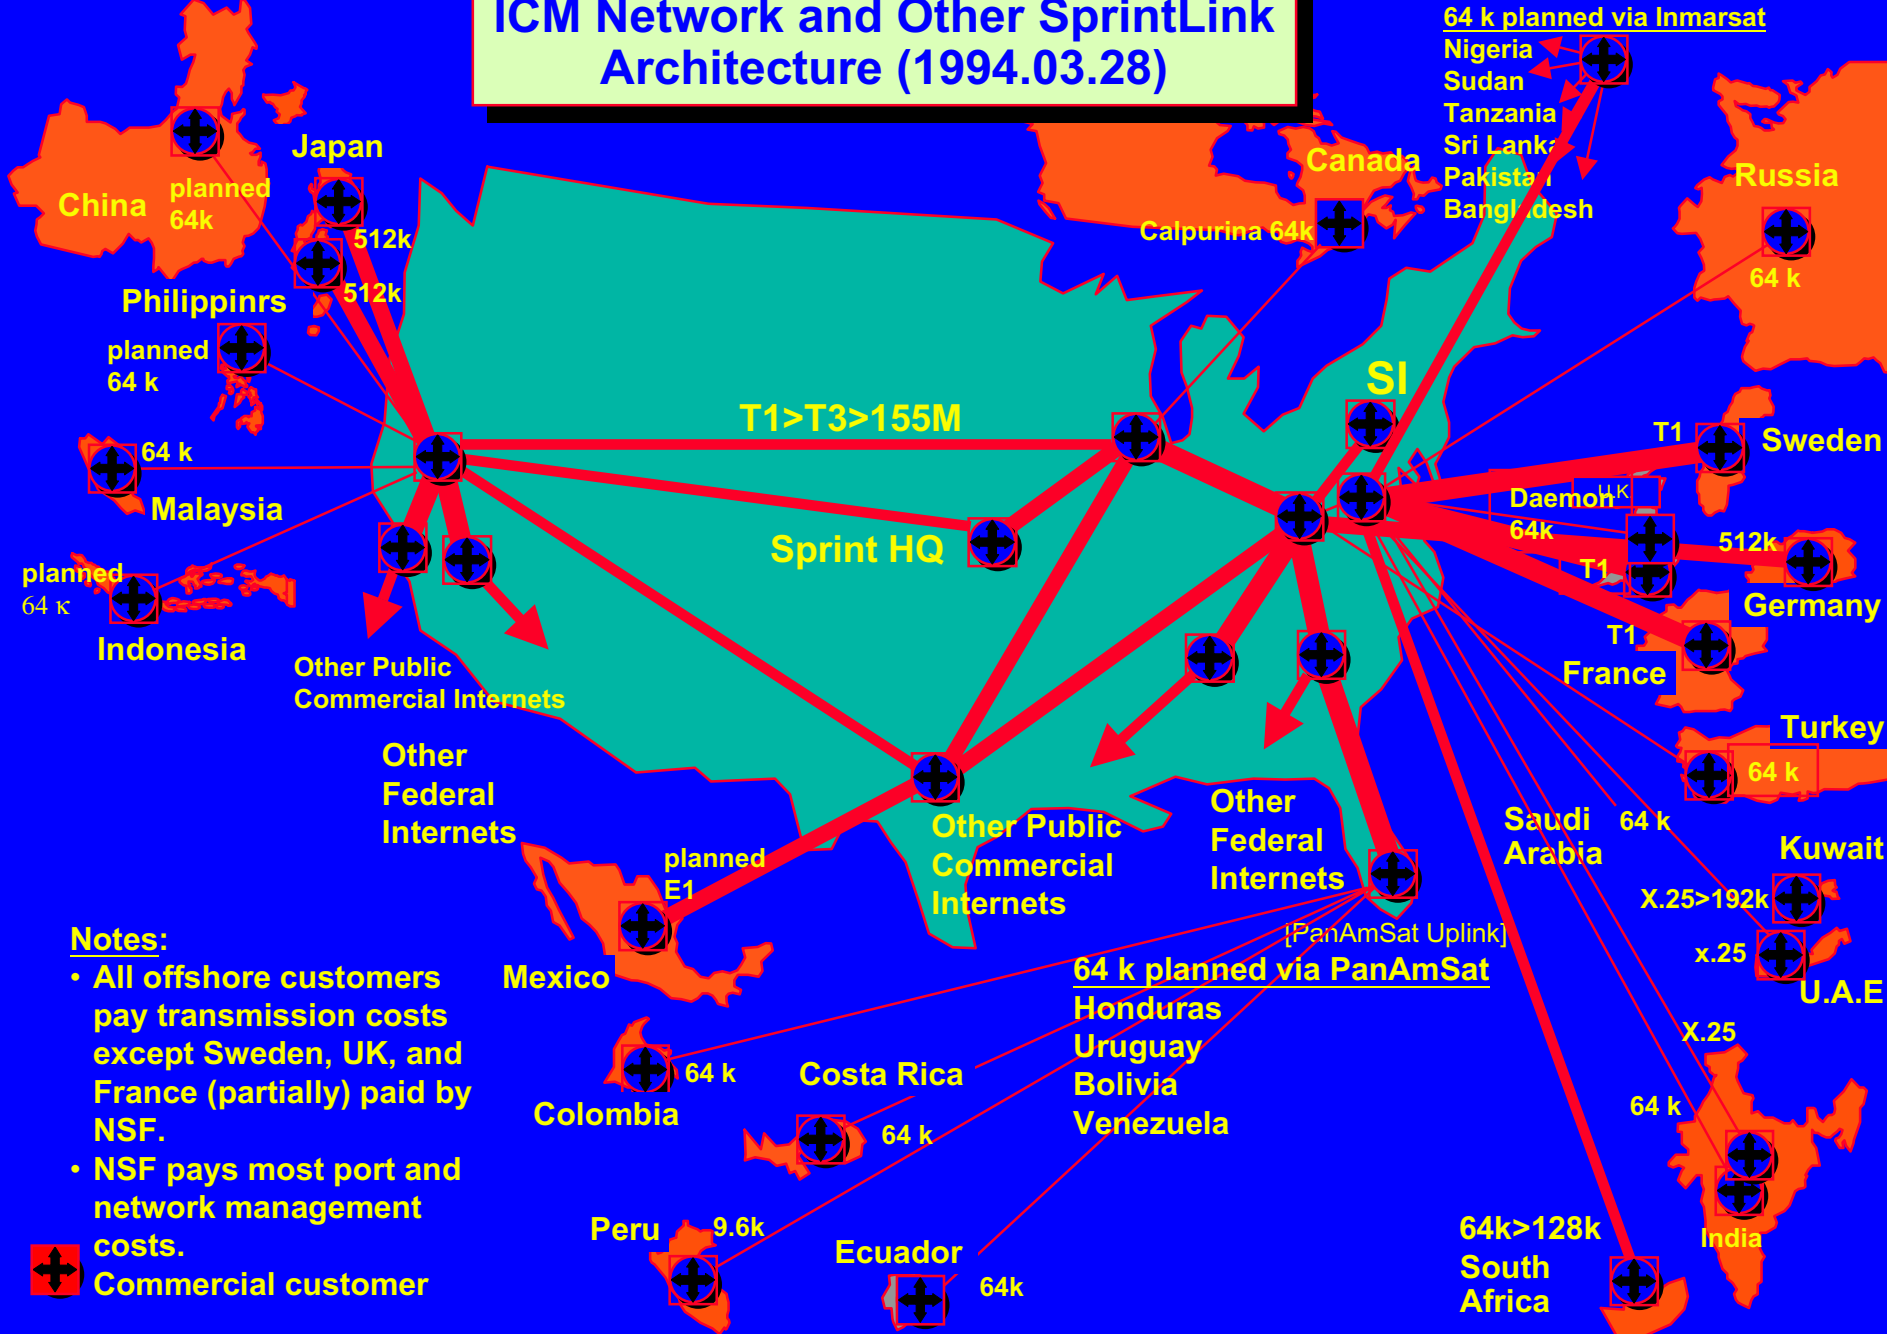 ICM Network and Other SprintLink
Architecture (1994.03.28)
64 k planned via Inmarsat
Nigeria
Sudan
Tanzania
Sri Lanka
Pakistan
Bangladesh
Japan
China
planned
64k
512k
512k
Canada
Calpurina 64k
Russia
64 k
Philippinrs
planned
64 k
SI
T1>T3>155M
64 k
Malaysia
Sprint HQ
T1
Sweden
U.K
Daemon
64k
512k
T1
Germany
planned
64 κ
Indonesia
T1
France
Other Public
Commercial Internets
Other
Federal
Internets
Turkey
64 k
Other Public
Commercial
Internets
Other
Federal
Internets
Saudi
Arabia
64 k
Kuwait
X.25>192k
x.25
U.A.E
planned
E1
Mexico
[PanAmSat Uplink]
64 k planned via PanAmSat
Honduras
Uruguay
Bolivia
Venezuela
Notes:
• All offshore customers
pay transmission costs
except Sweden, UK, and
France (partially) paid by
NSF.
• NSF pays most port and
network management
costs.
Commercial customer
64 k
Colombia
Costa Rica
64 k
X.25
64 k
India
Peru
9.6k
Ecuador
64k
64k>128k
South
Africa